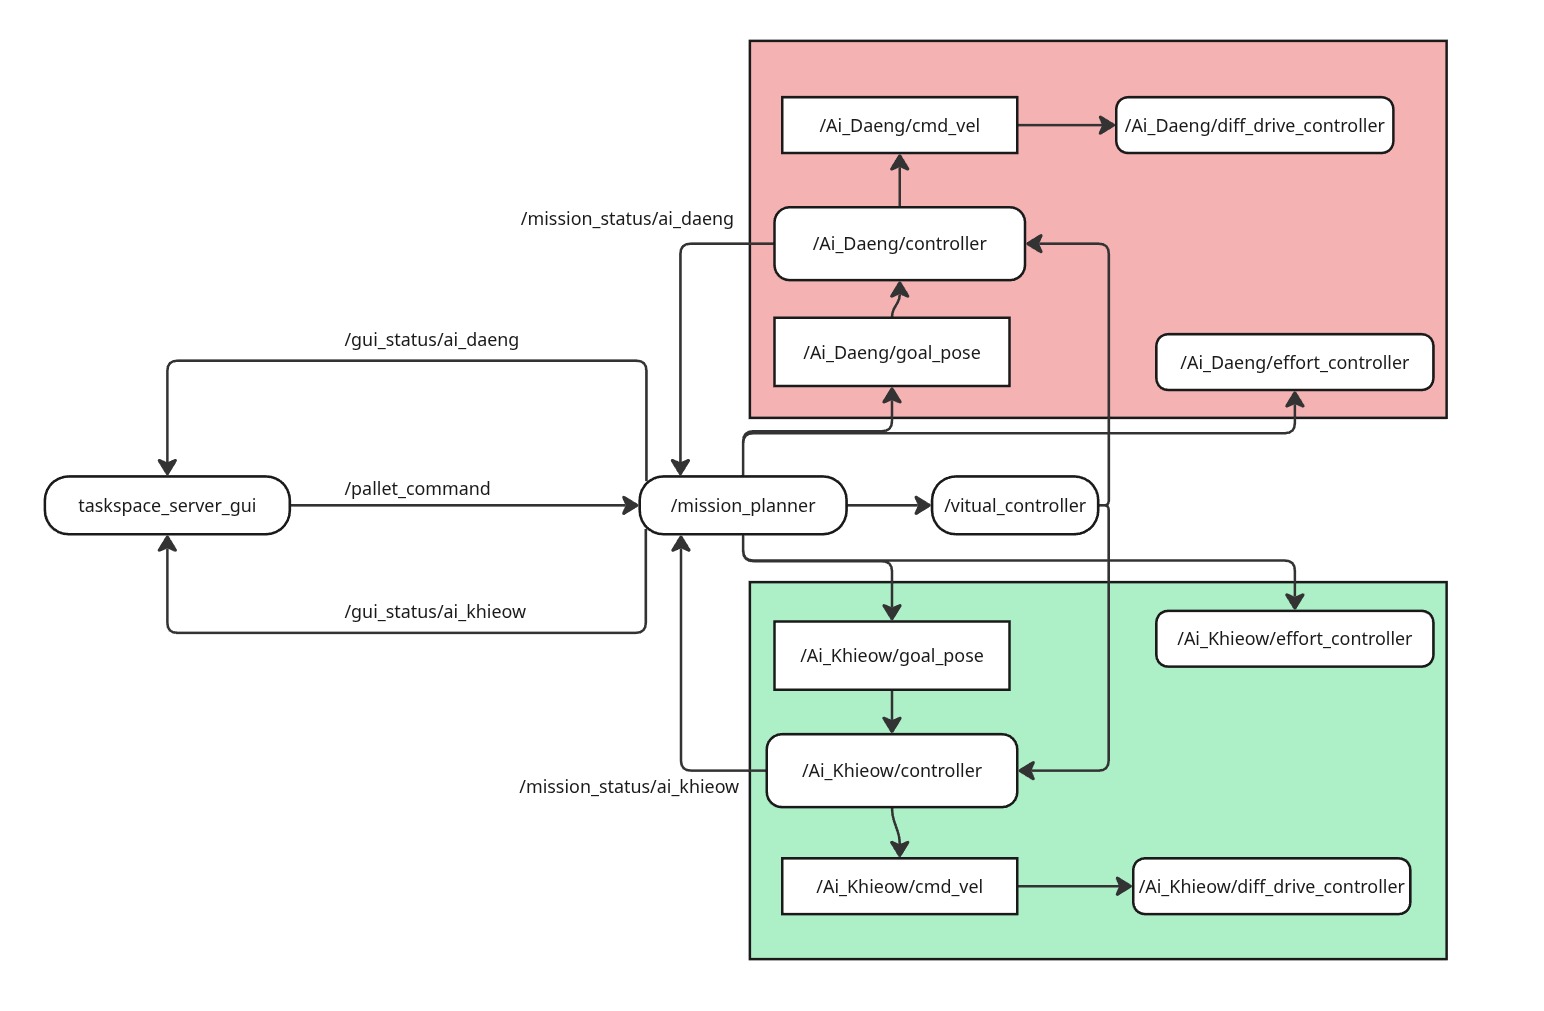 /Ai_Daeng/cmd_vel
/Ai_Daeng/diff_drive_controller
/mission_status/ai_daeng
/Ai_Daeng/controller
/gui_status/ai_daeng
/Ai_Daeng/goal_pose
/Ai_Daeng/effort_controller
taskspace_server_gui
/pallet_command
/mission_planner
/vitual_controller
/gui_status/ai_khieow
/Ai_Khieow/goal_pose
/Ai_Khieow/effort_controller
/mission_status/ai_khieow
/Ai_Khieow/controller
/Ai_Khieow/cmd_vel
/Ai_Khieow/diff_drive_controller